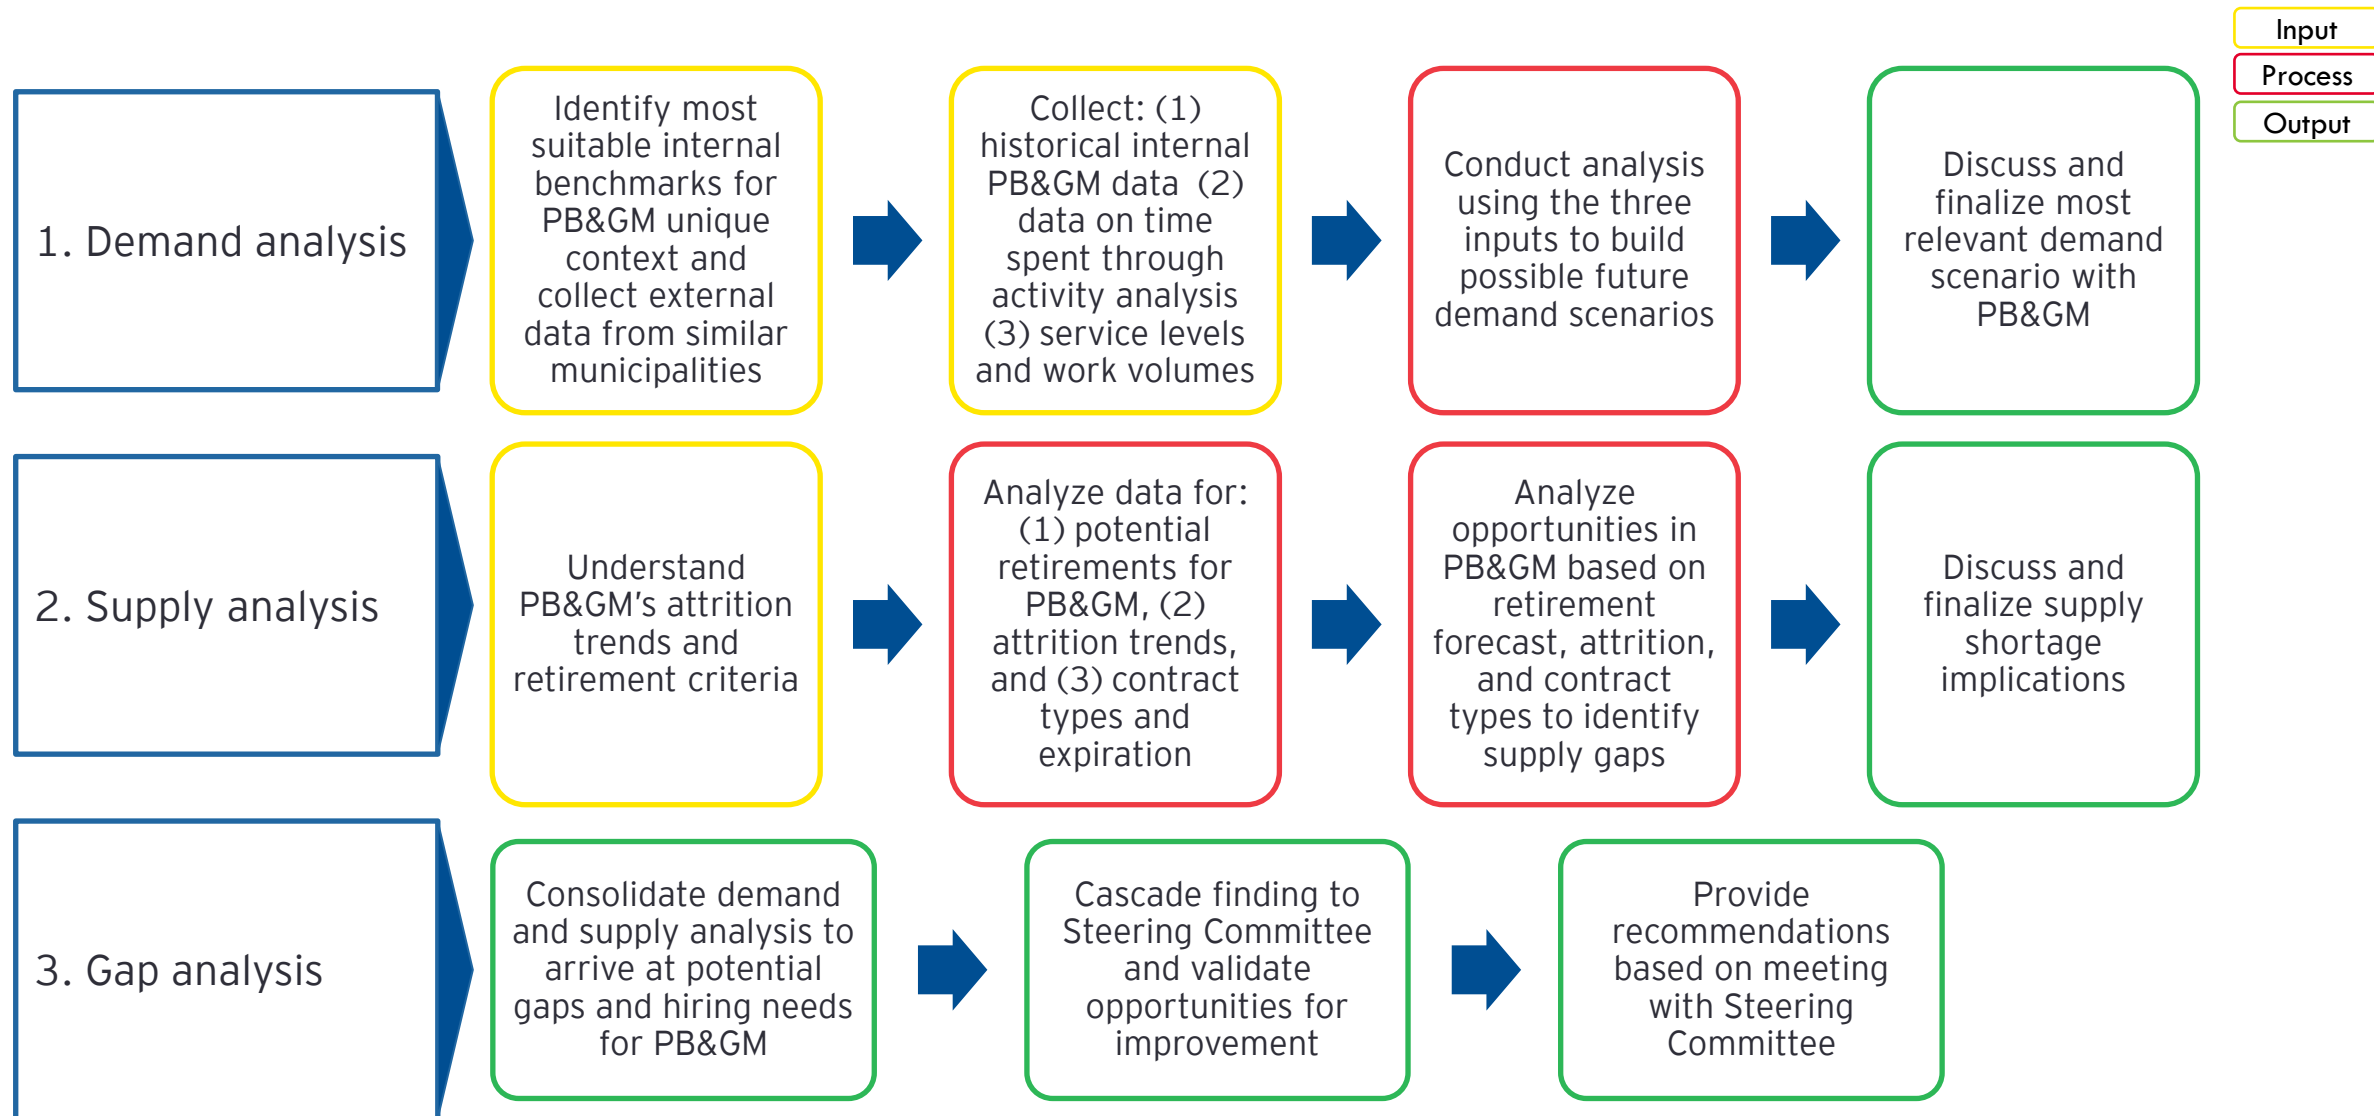 Input
Process
Output
1. Demand analysis
Identify most
suitable internal
benchmarks for
PB&GM unique
context and
collect external
data from similar
municipalities
Collect: (1)
historical internal
PB&GM data (2)
data on time
spent through
activity analysis
(3) service levels
and work volumes
Conduct analysis
using the three
inputs to build
possible future
demand scenarios
Discuss and
finalize most
relevant demand
scenario with
PB&GM
2. Supply analysis
Understand
PB&GM’s attrition
trends and
retirement criteria
Analyze data for:
(1) potential
retirements for
PB&GM, (2)
attrition trends,
and (3) contract
types and
expiration
Analyze
opportunities in
PB&GM based on
retirement
forecast, attrition,
and contract
types to identify
supply gaps
Discuss and
finalize supply
shortage
implications
3. Gap analysis
Consolidate demand
and supply analysis to
arrive at potential
gaps and hiring needs
for PB&GM
Cascade finding to
Steering Committee
and validate
opportunities for
improvement
Provide
recommendations
based on meeting
with Steering
Committee